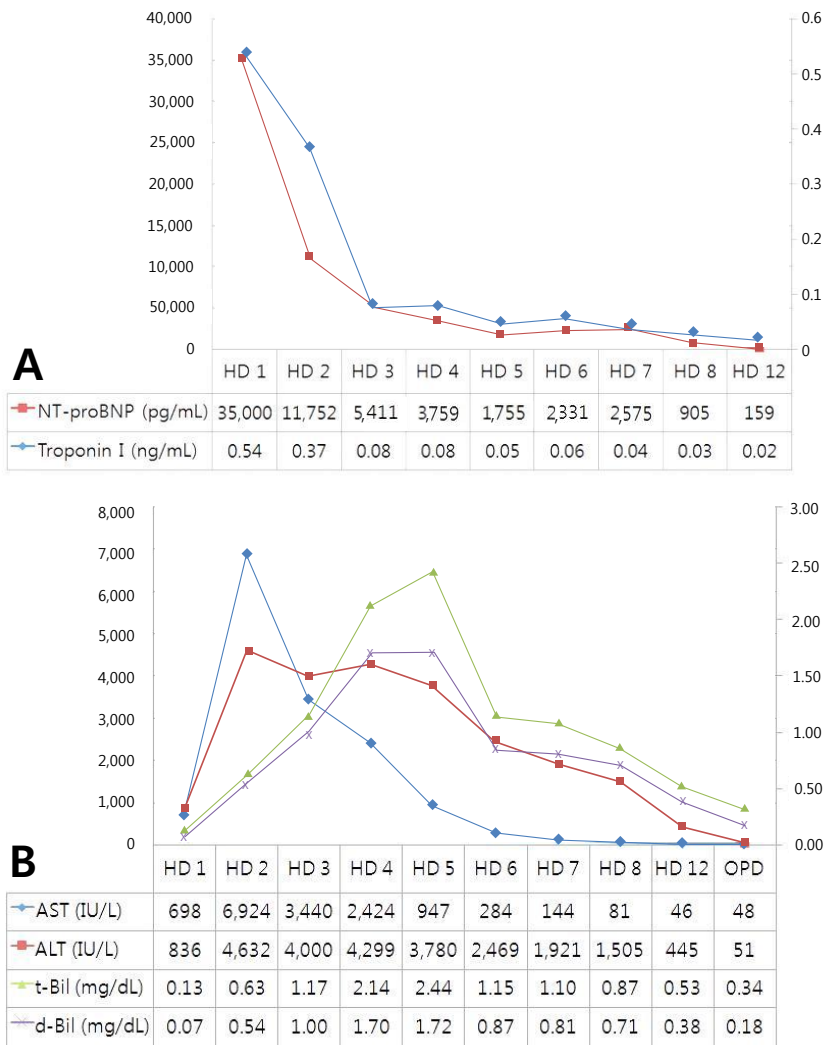 40,000 0.6
35,000 0.5
30,000
25,000 0.4
20,000 0.3
15,000
10,000 0.2
50,000 0.1
0 0
A
HD 1 HD 2 HD 3 HD 4 HD 5 HD 6 HD 7 HD 8 HD 12
NT-proBNP (pg/mL) 35,000 11,752 5,411 3,759 1,755 2,331 2,575 905 159
Troponin I (ng/mL) 0.54 0.37 0.08 0.08 0.05 0.06 0.04 0.03 0.02
8,000 3.00
7,000 2.50
6,000
5,000 2.00
4,000 1.50
3,000 1.00
2,000
1,000 0.50
0 0.00
B
HD 1 HD 2 HD 3 HD 4 HD 5 HD 6 HD 7 HD 8 HD 12 OPD
AST (IU/L) 698 6,924 3,440 2,424 947 284 144 81 46 48
ALT (IU/L) 836 4,632 4,000 4,299 3,780 2,469 1,921 1,505 445 51
t-Bil (mg/dL) 0.13 0.63 1.17 2.14 2.44 1.15 1.10 0.87 0.53 0.34
d-Bil (mg/dL) 0.07 0.54 1.00 1.70 1.72 0.87 0.81 0.71 0.38 0.18